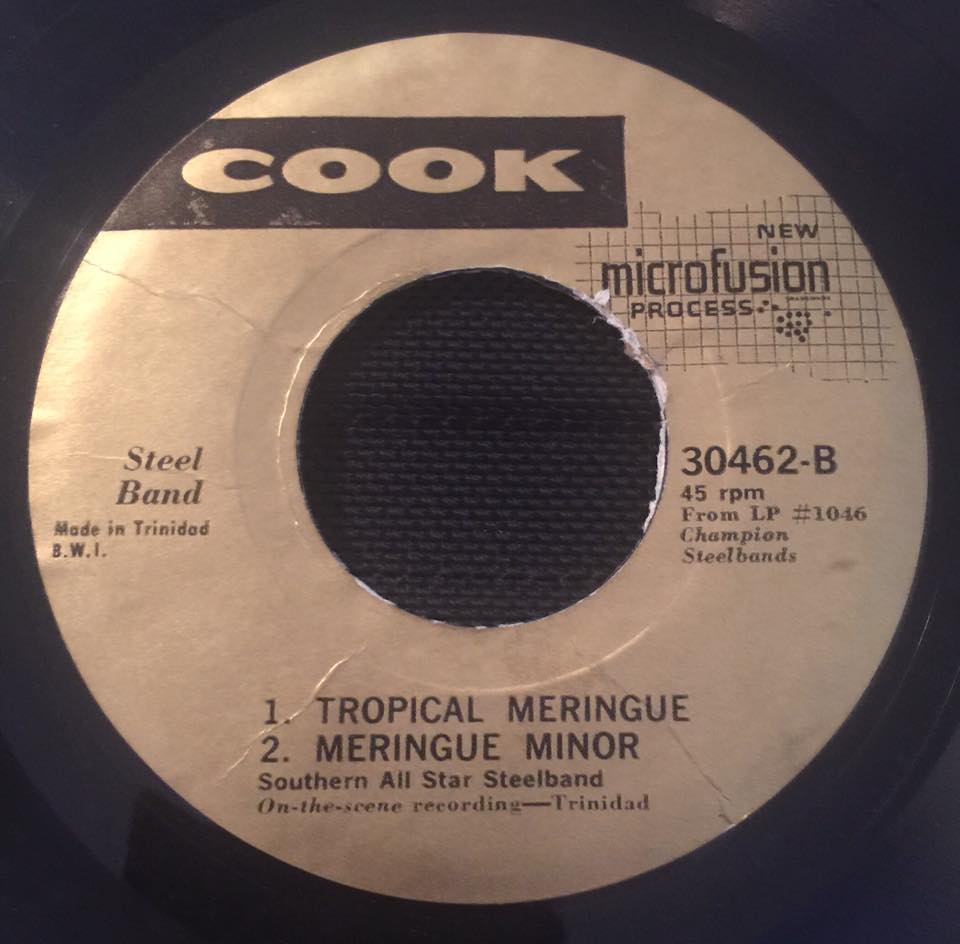 COOK
NEW
microfusion
PROCESS
Steel
Band
Made in Trinidad
B.W.I.
30462-B
45 rpm
From LP #1046
Champion
Steelbands
1. TROPICAL MERINGUE
2. MERINGUE MINOR
Southern All Star Steelband
On-the-scene recording—Trinidad